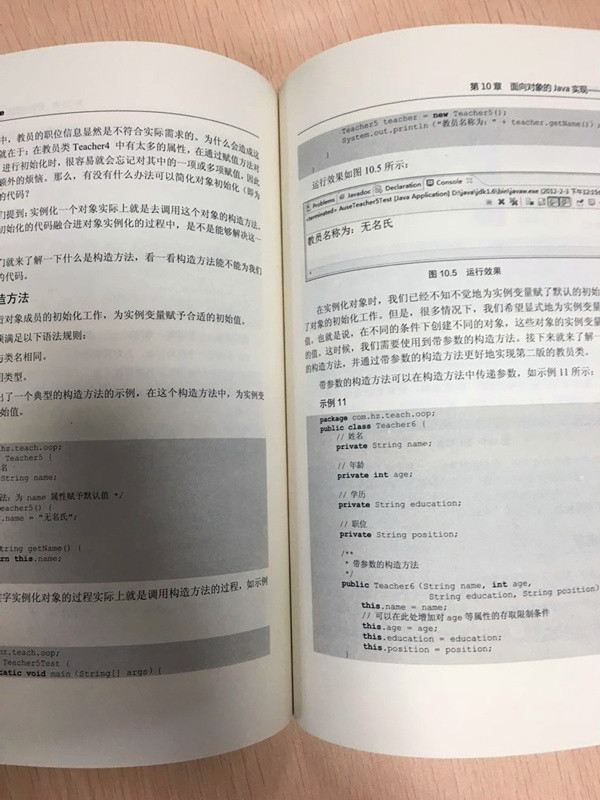 中，教员的职位信息显然是不符合实际需求的。为什么会造成这
就在于：在教员类 Teacher4 中有太多的属性，在通过赋值方法对
进行初始化时，很容易就会忘记对其中的一项或多项赋值，因此
额外的烦恼。那么，有没有什么办法可以简化对象初始化（即为
的代码？
们提到：实例化一个对象实际上就是去调用这个对象的构造方法。
初始化的代码融合进对象实例化的过程中，是不是能够解决这一
们就来了解一下什么是构造方法，看一看构造方法能不能为我们
的代码。
造方法
责对象成员的初始化工作，为实例变量赋予合适的初始值。
须满足以下语法规则：
与类名相同。
回类型。
出了一个典型的构造方法的示例，在这个构造方法中，为实例变
始值。
.hz.teach.oop;
Teacher5 {
名
String name;
法：为 name 属性赋予默认值 */
eacher5() {
.name = "无名氏";
tring getName() {
rn this.name;
字实例化对象的过程实际上就是调用构造方法的过程，如示例
.hz.teach.oop;
Teacher5Test {
tatic void main (String[] args) {
第 10 章 面向对象的 Java 实现——
Teacher5 teacher = new Teacher5();
System.out.println ("教员名称为：" + teacher.getName());
运行效果如图 10.5 所示：
Problems @ Javadoc Declaration Console
<terminated> AuseTeacher5Test [Java Application] D:\java\jdk1.6\bin\javaw.exe (2012-2-1 下午12:15
教员名称为：无名氏
图 10.5 运行效果
在实例化对象时，我们已经不知不觉地为实例变量赋了默认的初始
了对象的初始化工作。但是，很多情况下，我们希望显式地为实例变量
值。也就是说，在不同的条件下创建不同的对象，这些对象的实例变量
的值。这时候，我们需要使用到带参数的构造方法。接下来就来了解一
的构造方法，并通过带参数的构造方法更好地实现第二版的教员类。
带参数的构造方法可以在构造方法中传递参数，如示例 11 所示：
示例 11
package com.hz.teach.oop;
public class Teacher6 {
// 姓名
private String name;
// 年龄
private int age;
// 学历
private String education;
// 职位
private String position;
/**
* 带参数的构造方法
*/
public Teacher6 (String name, int age,
String education, String position)
this.name = name;
// 可以在此处增加对 age 等属性的存取限制条件
this.age = age;
this.education = education;
this.position = position;
}